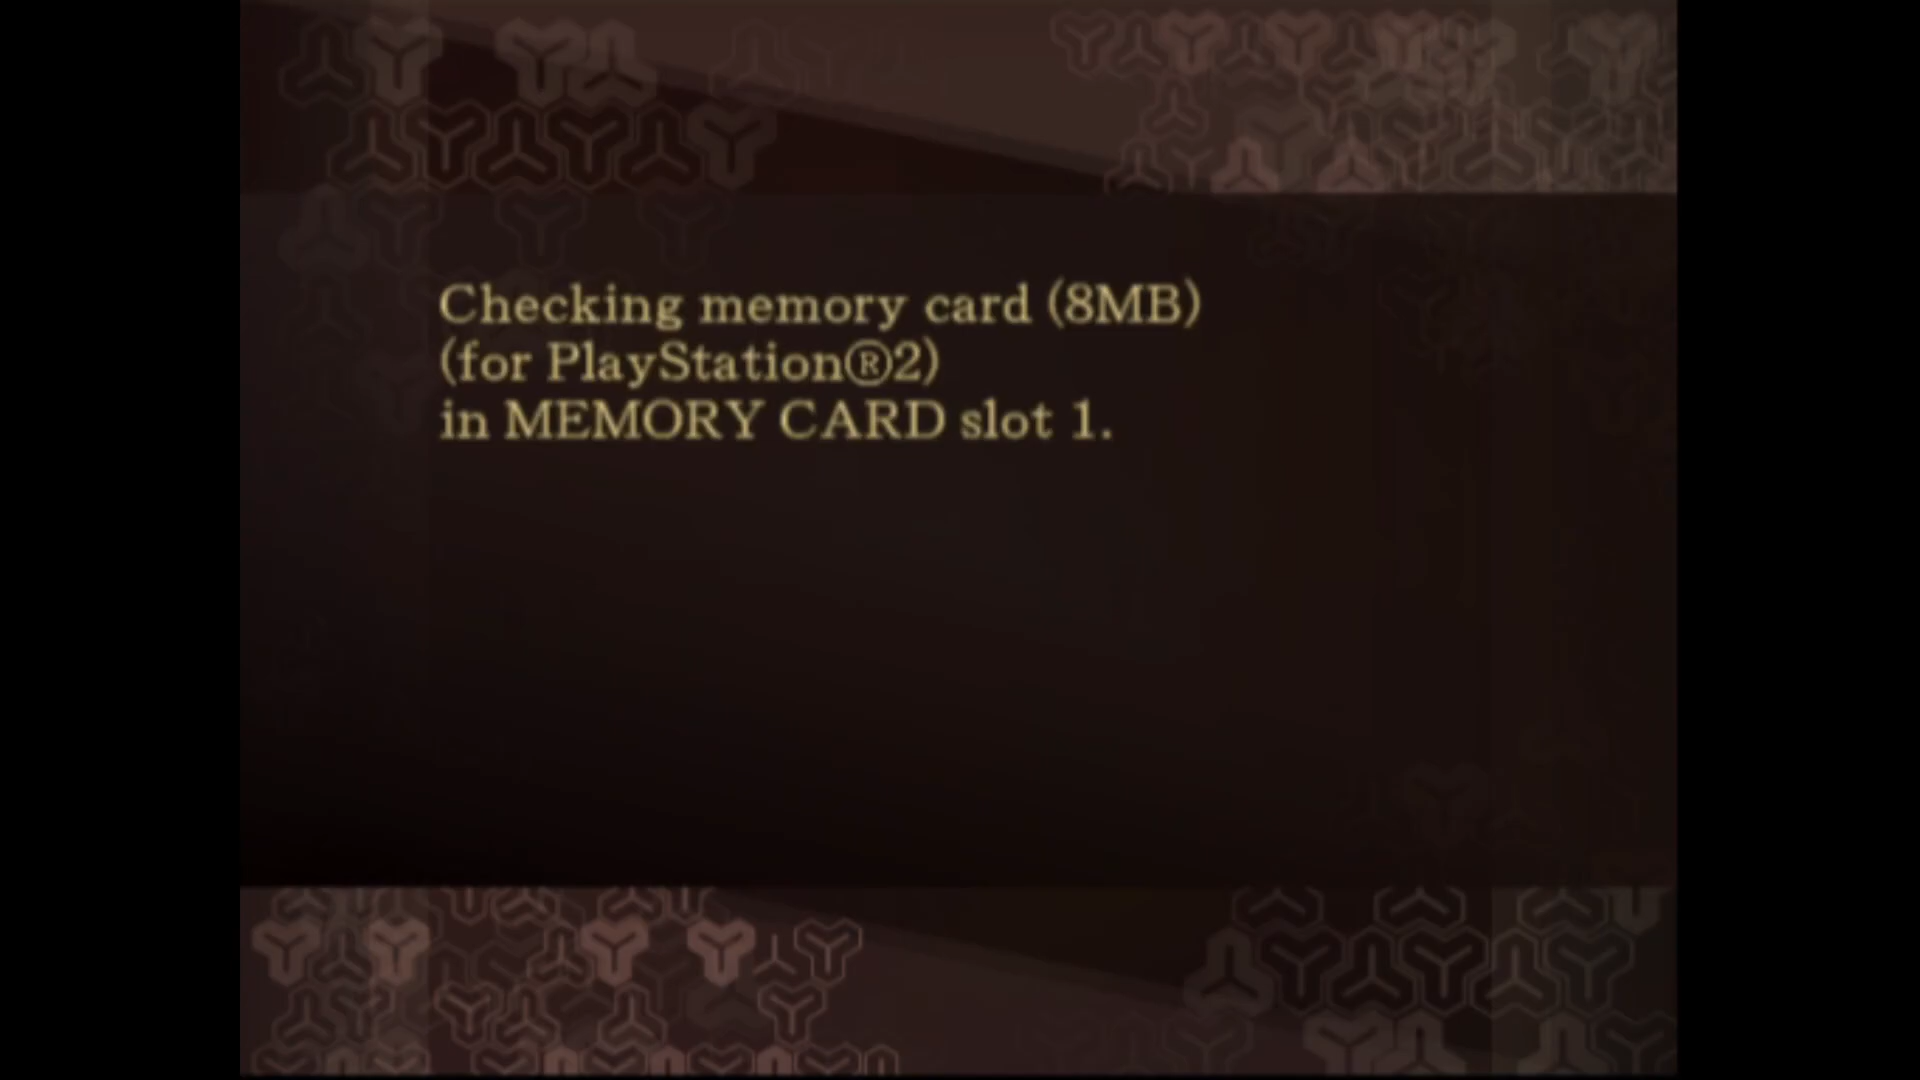 Checking memory card (8MB)
(for PlayStation®2)
in MEMORY CARD slot 1.